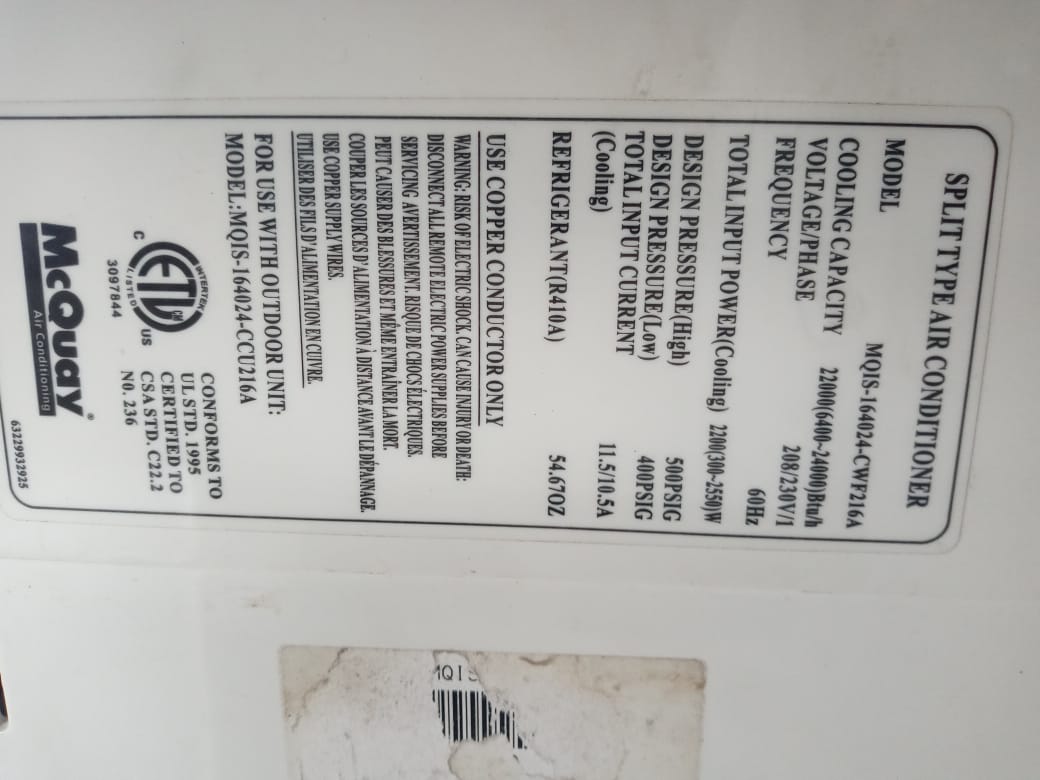 SPLIT TYPE AIR CONDITIONER
MODEL MQIS-164024-CWF216A
COOLING CAPACITY 22000(6400~24000)Btu/h
VOLTAGE/PHASE 208/230V/1
FREQUENCY 60Hz
TOTAL INPUT POWER(Cooling) 2200(300~2550)W
DESIGN PRESSURE(High) 500PSIG
DESIGN PRESSURE(Low) 400PSIG
TOTAL INPUT CURRENT 11.5/10.5A
(Cooling)
REFRIGERANT(R410A) 54.67OZ
USE COPPER CONDUCTOR ONLY
WARNING: RISK OF ELECTRIC SHOCK. CAN CAUSE INJURY OR DEATH:
DISCONNECT ALL REMOTE ELECTRIC POWER SUPPLIES BEFORE
SERVICING AVERTISSEMENT. RISQUE DE CHOCS ÉLECTRIQUES.
PEUT CAUSER DES BLESSURES ET MÊME ENTRAÎNER LA MORT.
COUPER LES SOURCES D'ALIMENTATION À DISTANCE AVANT LE DÉPANNAGE.
USE COPPER SUPPLY WIRES.
UTILISER DES FILS D'ALIMENTATION EN CUIVRE.
FOR USE WITH OUTDOOR UNIT:
MODEL:MQIS-164024-CCU216A
INTERTEK
ETL CM
LISTED
C US
3097844
CONFORMS TO
UL STD. 1995
CERTIFIED TO
CSA STD. C22.2
NO. 236
McQuay®
Air Conditioning
63229932925
MQIS